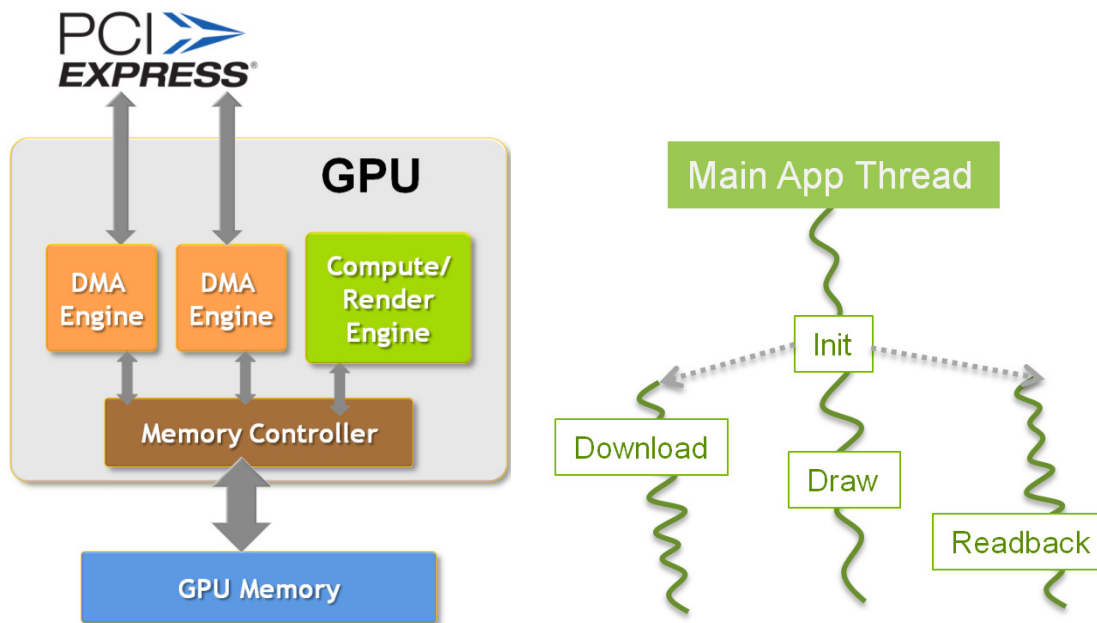 PCI
EXPRESS®
GPU
DMA
Engine
DMA
Engine
Compute/
Render
Engine
Memory Controller
GPU Memory
Main App Thread
Init
Download
Draw
Readback